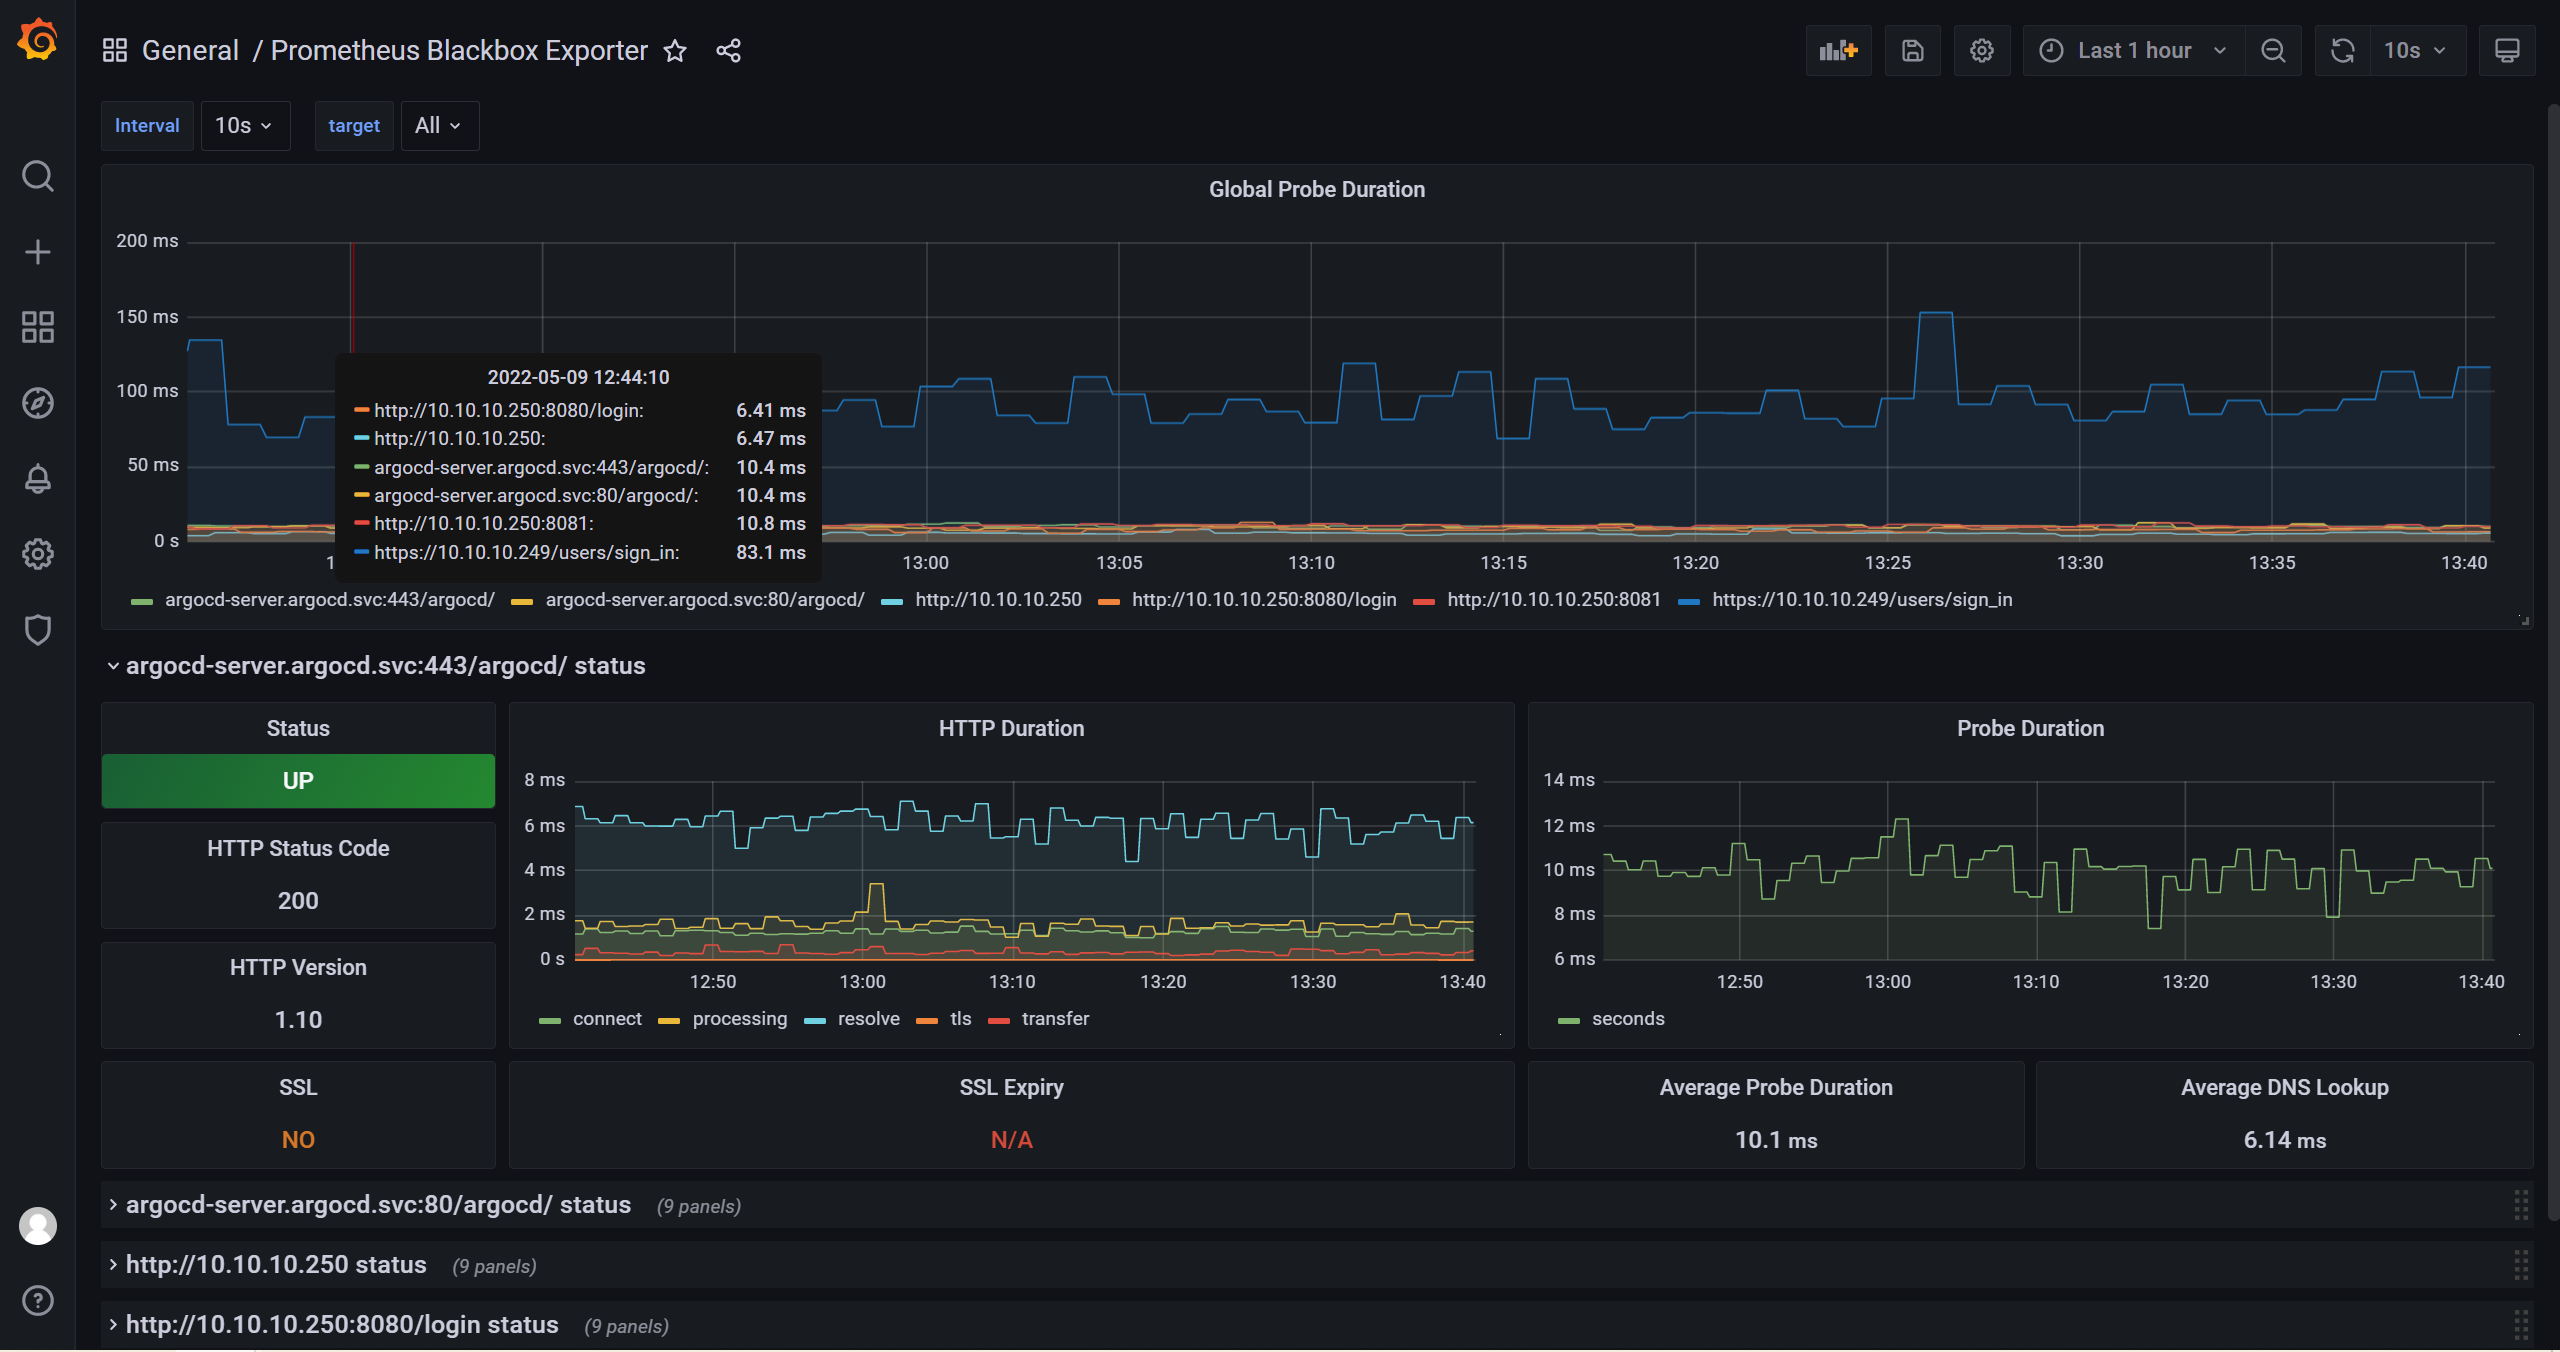 General / Prometheus Blackbox Exporter
Last 1 hour
10s
Interval
10s
target
All
Global Probe Duration
200 ms
150 ms
100 ms
50 ms
0 s
2022-05-09 12:44:10
http://10.10.10.250:8080/login: 6.41 ms
http://10.10.10.250: 6.47 ms
argocd-server.argocd.svc:443/argocd/: 10.4 ms
argocd-server.argocd.svc:80/argocd/: 10.4 ms
http://10.10.10.250:8081: 10.8 ms
https://10.10.10.249/users/sign_in: 83.1 ms
1 13:00 13:05 13:10 13:15 13:20 13:25 13:30 13:35 13:40
argocd-server.argocd.svc:443/argocd/ argocd-server.argocd.svc:80/argocd/ http://10.10.10.250 http://10.10.10.250:8080/login http://10.10.10.250:8081 https://10.10.10.249/users/sign_in
argocd-server.argocd.svc:443/argocd/ status
Status
UP
HTTP Status Code
200
HTTP Version
1.10
HTTP Duration
8 ms
6 ms
4 ms
2 ms
0 s
12:50 13:00 13:10 13:20 13:30 13:40
connect processing resolve tls transfer
Probe Duration
14 ms
12 ms
10 ms
8 ms
6 ms
12:50 13:00 13:10 13:20 13:30 13:40
seconds
SSL
NO
SSL Expiry
N/A
Average Probe Duration
10.1 ms
Average DNS Lookup
6.14 ms
argocd-server.argocd.svc:80/argocd/ status (9 panels)
http://10.10.10.250 status (9 panels)
http://10.10.10.250:8080/login status (9 panels)